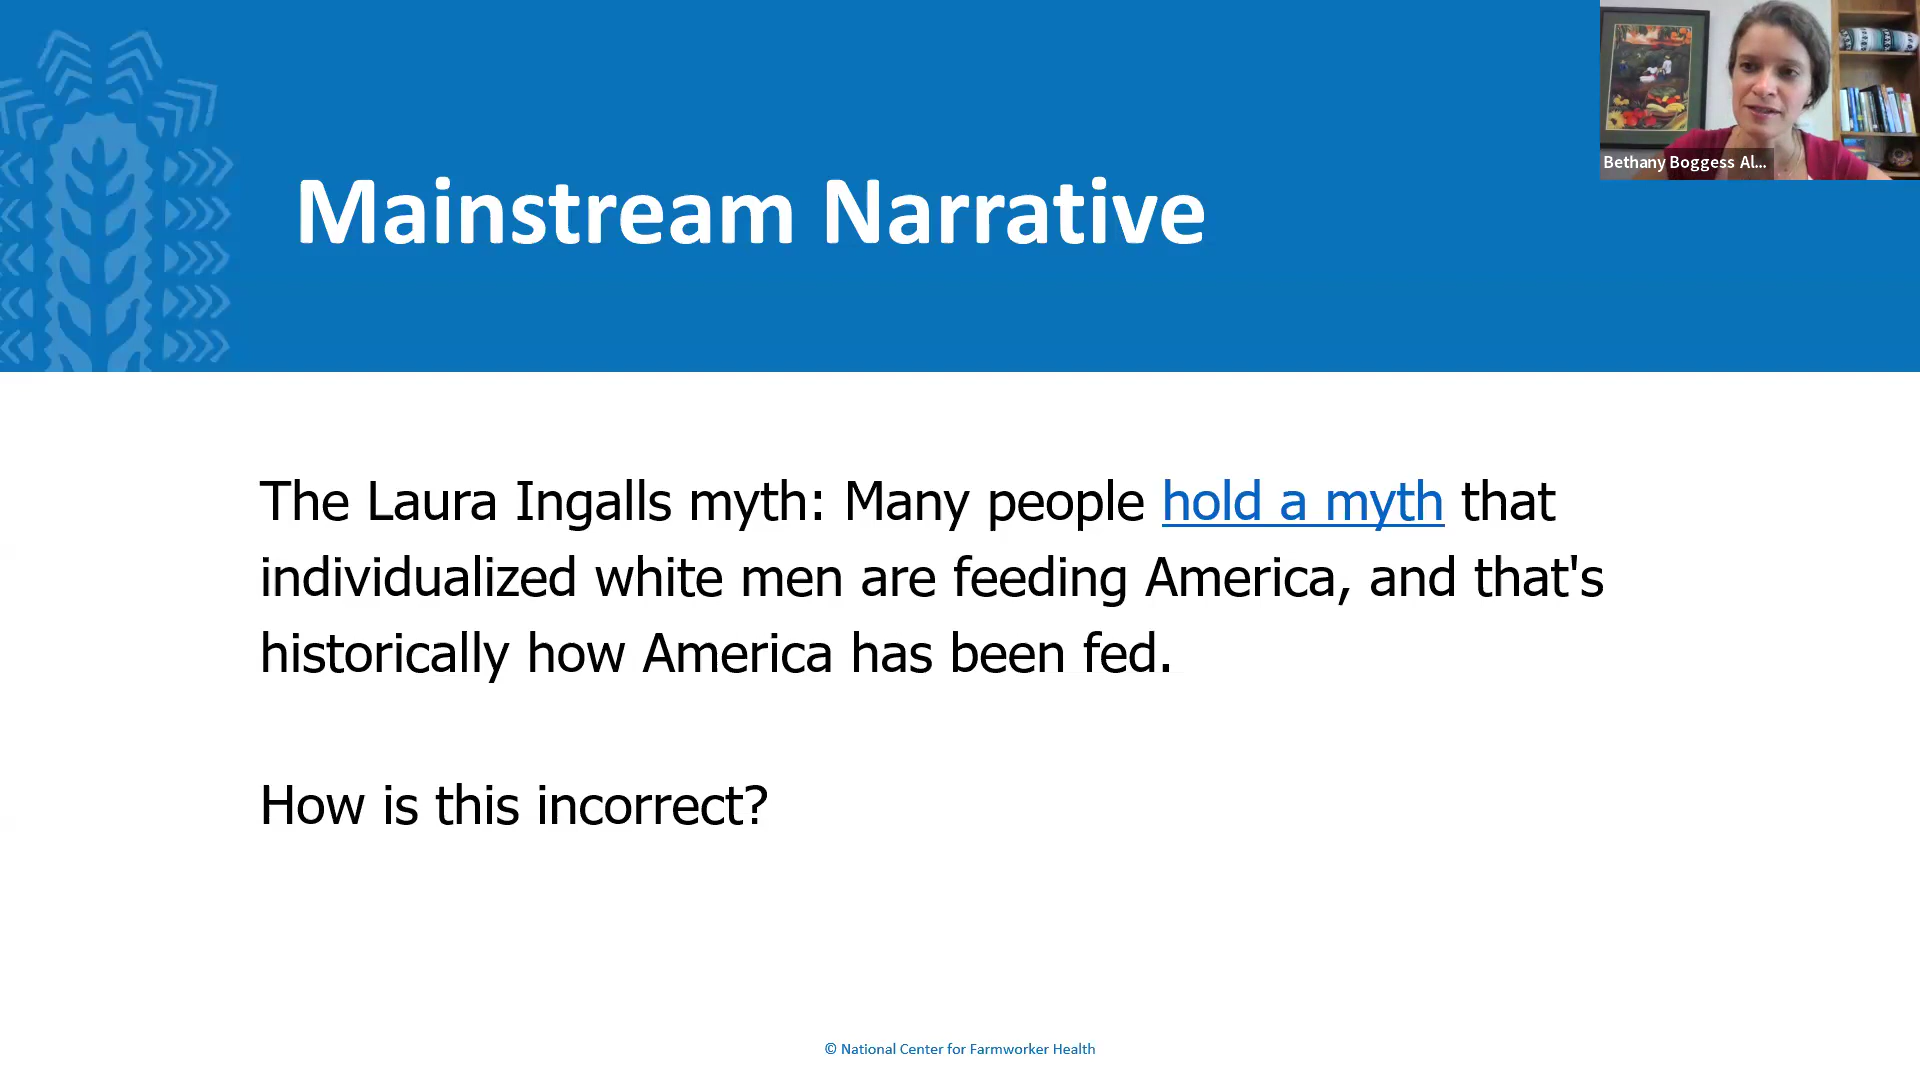 Bethany Boggess Al...
Mainstream Narrative
The Laura Ingalls myth: Many people hold a myth that
individualized white men are feeding America, and that's
historically how America has been fed.
How is this incorrect?
© National Center for Farmworker Health